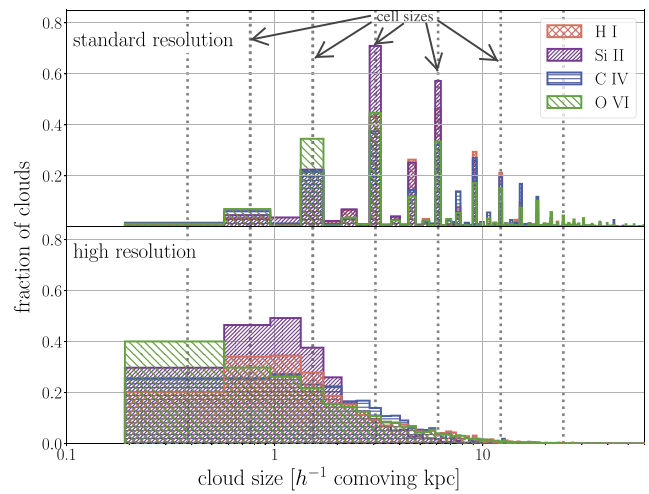 cell sizes
standard resolution
H I
Si II
C IV
O VI
0.8
0.6
0.4
0.2
high resolution
0.8
0.6
0.4
0.2
0.0
0.1
1
10
fraction of clouds
cloud size [h⁻¹ comoving kpc]